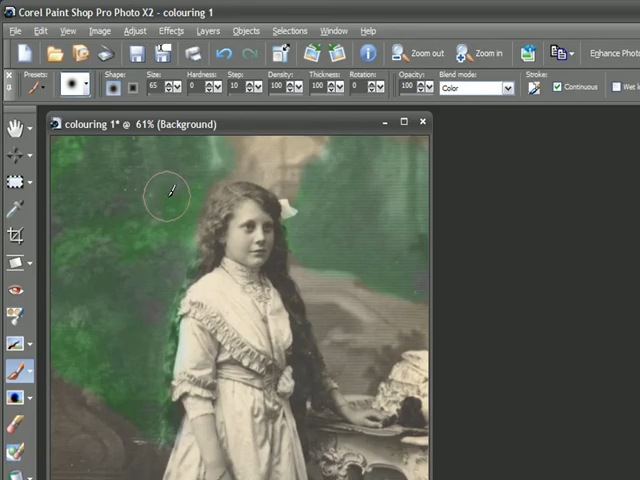 Corel Paint Shop Pro Photo X2 - colouring 1
File Edit View Image Adjust Effects Layers Objects Selections Window Help
Zoom out Zoom in Enhance Photo
Presets: Shape: Size: Hardness: Step: Density: Thickness: Rotation: Opacity: Blend mode: Stroke:
65 0 10 100 100 0 100 Color Continuous Wet
colouring 1* @ 61% (Background)